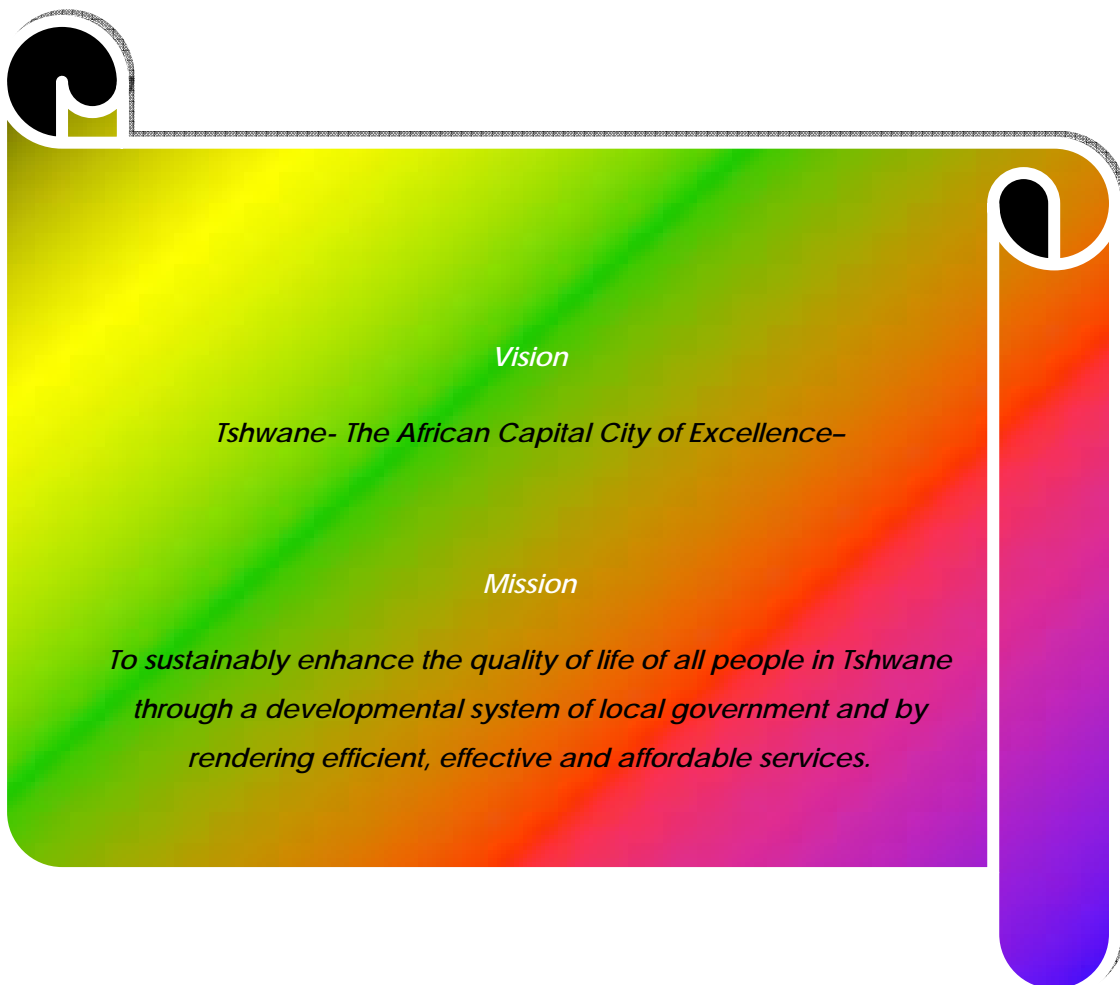 Vision
Tshwane- The African Capital City of Excellence–
Mission
To sustainably enhance the quality of life of all people in Tshwane
through a developmental system of local government and by
rendering efficient, effective and affordable services.